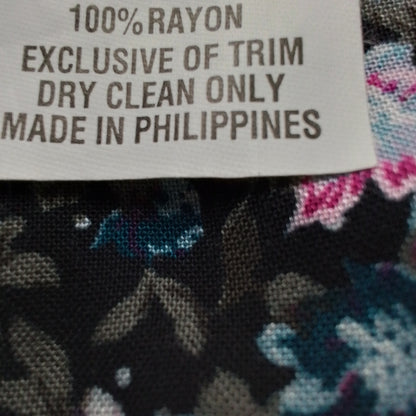 100% RAYON
EXCLUSIVE OF TRIM
DRY CLEAN ONLY
MADE IN PHILIPPINES